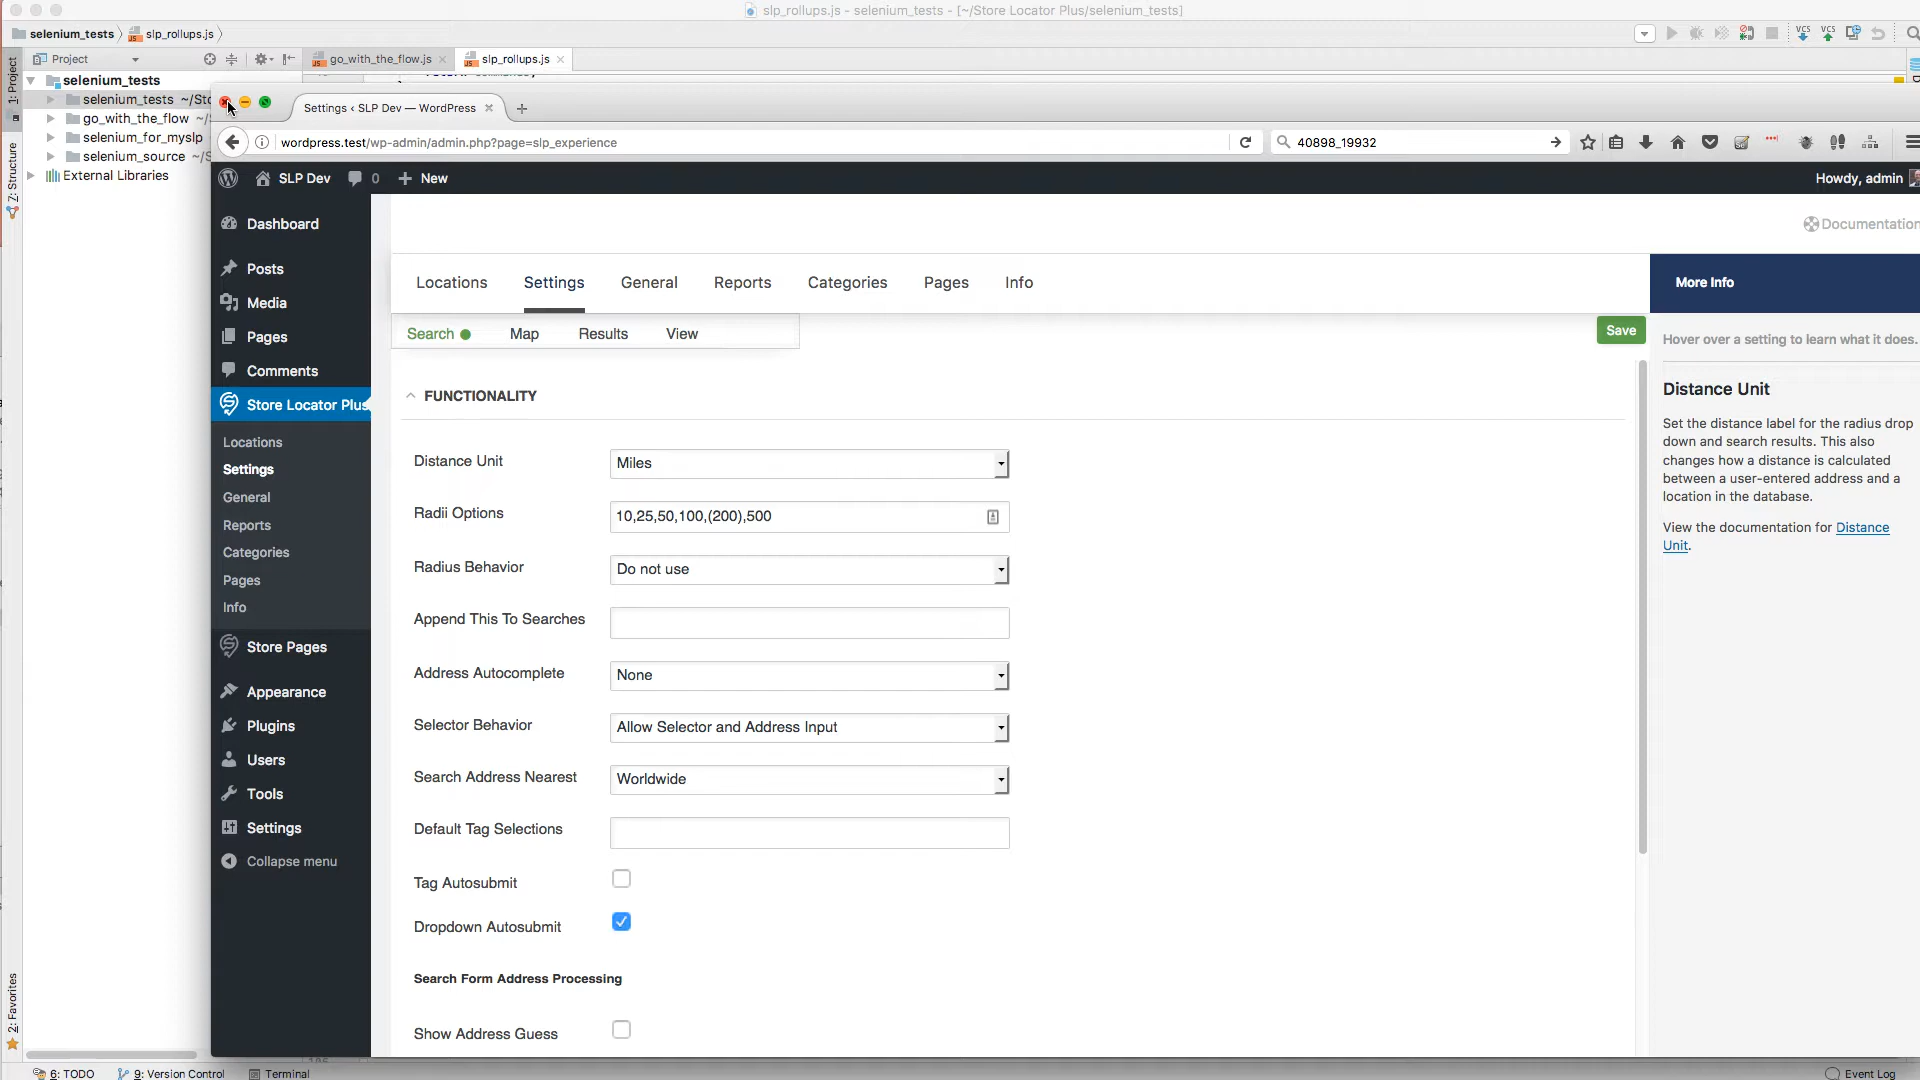 slp_rollups.js - selenium_tests - [~/Store Locator Plus/selenium_tests]
selenium_tests
slp_rollups.js
Project
go_with_the_flow.js
slp_rollups.js
1: Project
Z: Structure
2: Favorites
selenium_tests
selenium_tests ~/Sto
go_with_the_flow ~/S
selenium_for_myslp
selenium_source ~/S
External Libraries
Settings ‹ SLP Dev — WordPress
wordpress.test/wp-admin/admin.php?page=slp_experience
40898_19932
SLP Dev
0
New
Howdy, admin
Dashboard
Posts
Media
Pages
Comments
Store Locator Plus
Locations
Settings
General
Reports
Categories
Pages
Info
Store Pages
Appearance
Plugins
Users
Tools
Settings
Collapse menu
Documentation
Locations
Settings
General
Reports
Categories
Pages
Info
Search
Map
Results
View
Save
FUNCTIONALITY
Distance Unit
Miles
Radii Options
10,25,50,100,(200),500
Radius Behavior
Do not use
Append This To Searches
Address Autocomplete
None
Selector Behavior
Allow Selector and Address Input
Search Address Nearest
Worldwide
Default Tag Selections
Tag Autosubmit
Dropdown Autosubmit
Search Form Address Processing
Show Address Guess
More Info
Hover over a setting to learn what it does.
Distance Unit
Set the distance label for the radius drop
down and search results. This also
changes how a distance is calculated
between a user-entered address and a
location in the database.
View the documentation for Distance
Unit.
6: TODO
9: Version Control
Terminal
Event Log